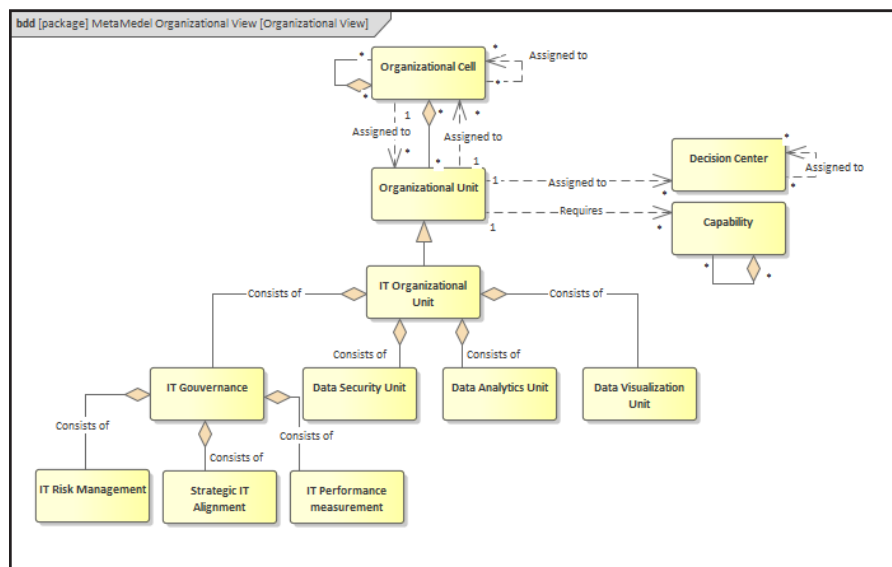 bdd [package] MetaMedel Organizational View [Organizational View]
*
Organizational Cell
*
Assigned to
*
*
1
*
Assigned to
*
*
Assigned to
*
1
Organizational Unit
1
Assigned to
*
Decision Center
*
Assigned to
*
1
Requires
*
Capability
*
*
IT Organizational
Unit
Consists of
Consists of
Consists of
Consists of
IT Gouvernance
Data Security Unit
Data Analytics Unit
Data Visualization
Unit
Consists of
Consists of
Consists of
IT Risk Management
Strategic IT
Alignment
IT Performance
measurement